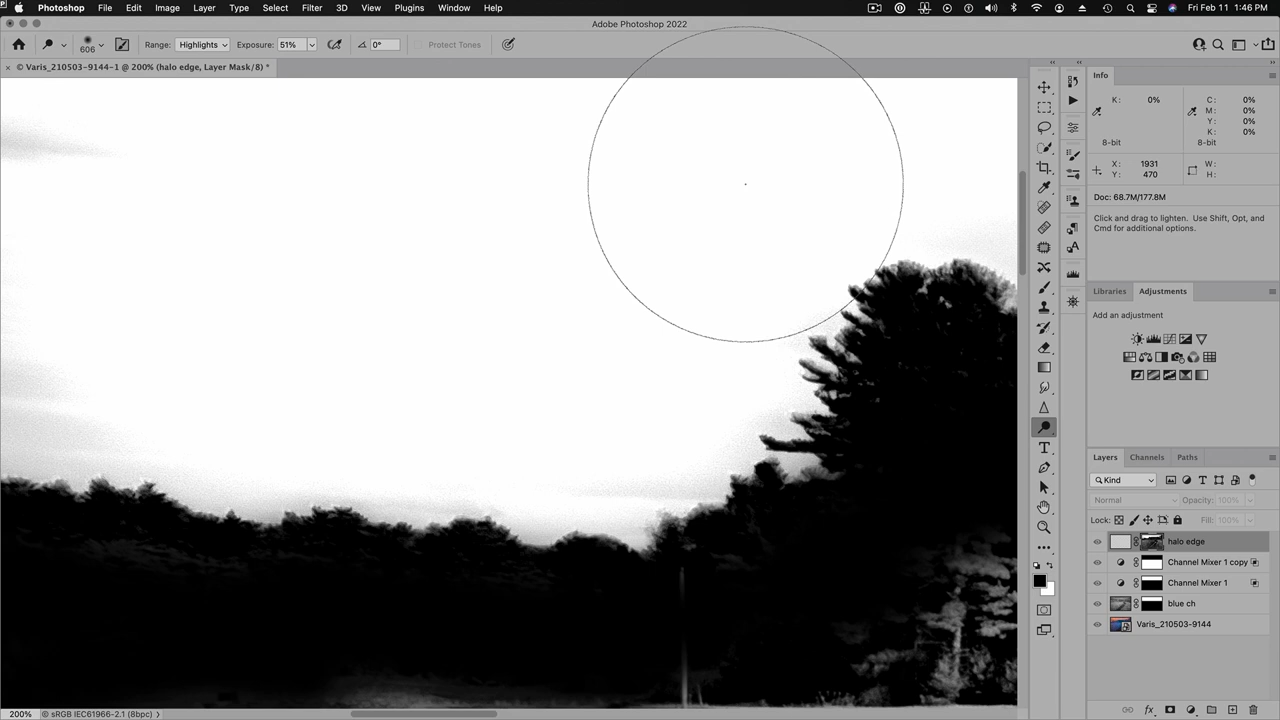 Photoshop File Edit Image Layer Type Select Filter 3D View Plugins Window Help Fri Feb 11 1:46 PM
Adobe Photoshop 2022
606 Range: Highlights Exposure: 51% 0° Protect Tones
× © Varis_210503-9144-1 @ 200% (halo edge, Layer Mask/8) *
Info
K: 0% C: 0%
M: 0%
Y: 0%
K: 0%
8-bit 8-bit
X: 1931 W:
Y: 470 H:
Doc: 68.7M/177.8M
Click and drag to lighten. Use Shift, Opt, and
Cmd for additional options.
Libraries Adjustments
Add an adjustment
Layers Channels Paths
Kind
Normal Opacity: 100%
Lock: Fill: 100%
halo edge
Channel Mixer 1 copy
Channel Mixer 1
blue ch
Varis_210503-9144
200% © sRGB IEC61966-2.1 (8bpc)